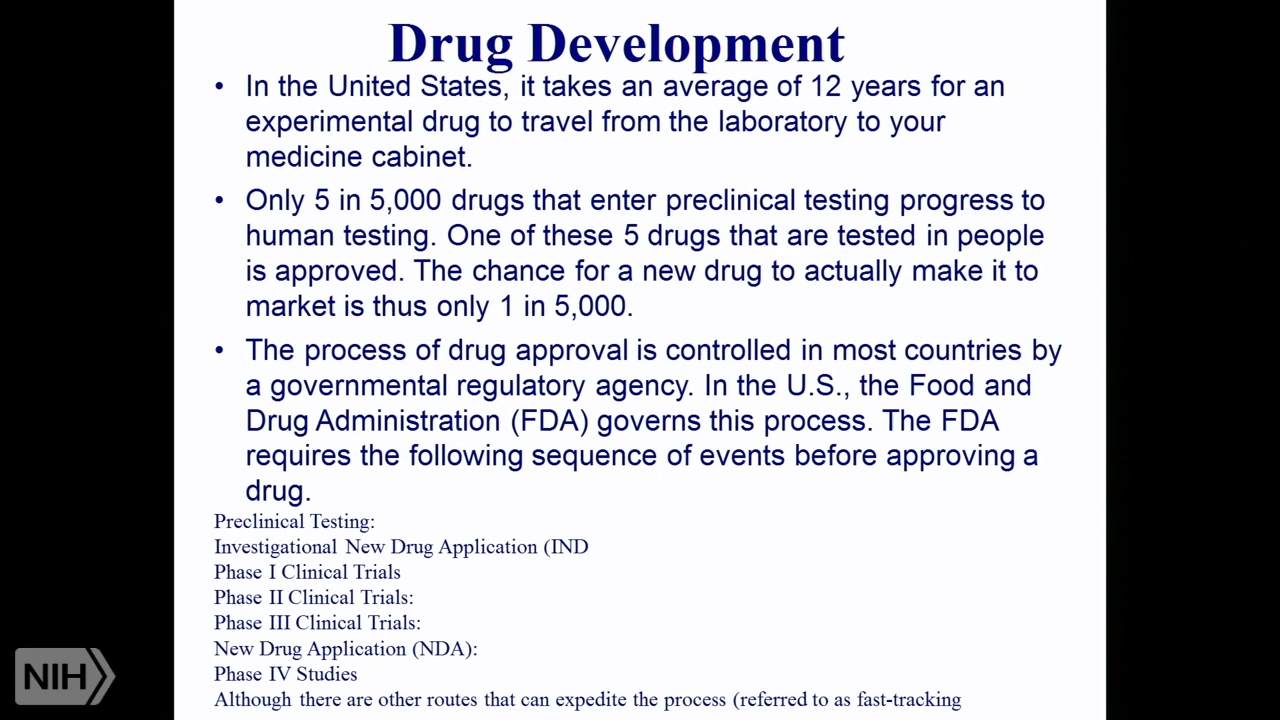 Drug Development
• In the United States, it takes an average of 12 years for an
experimental drug to travel from the laboratory to your
medicine cabinet.
• Only 5 in 5,000 drugs that enter preclinical testing progress to
human testing. One of these 5 drugs that are tested in people
is approved. The chance for a new drug to actually make it to
market is thus only 1 in 5,000.
• The process of drug approval is controlled in most countries by
a governmental regulatory agency. In the U.S., the Food and
Drug Administration (FDA) governs this process. The FDA
requires the following sequence of events before approving a
drug.
Preclinical Testing:
Investigational New Drug Application (IND
Phase I Clinical Trials
Phase II Clinical Trials:
Phase III Clinical Trials:
New Drug Application (NDA):
Phase IV Studies
Although there are other routes that can expedite the process (referred to as fast-tracking
NIH